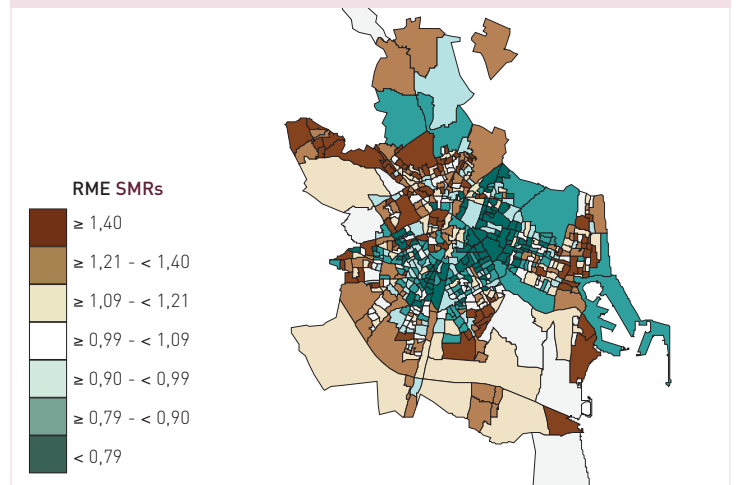 RME SMRs
≥ 1,40
≥ 1,21 - < 1,40
≥ 1,09 - < 1,21
≥ 0,99 - < 1,09
≥ 0,90 - < 0,99
≥ 0,79 - < 0,90
< 0,79